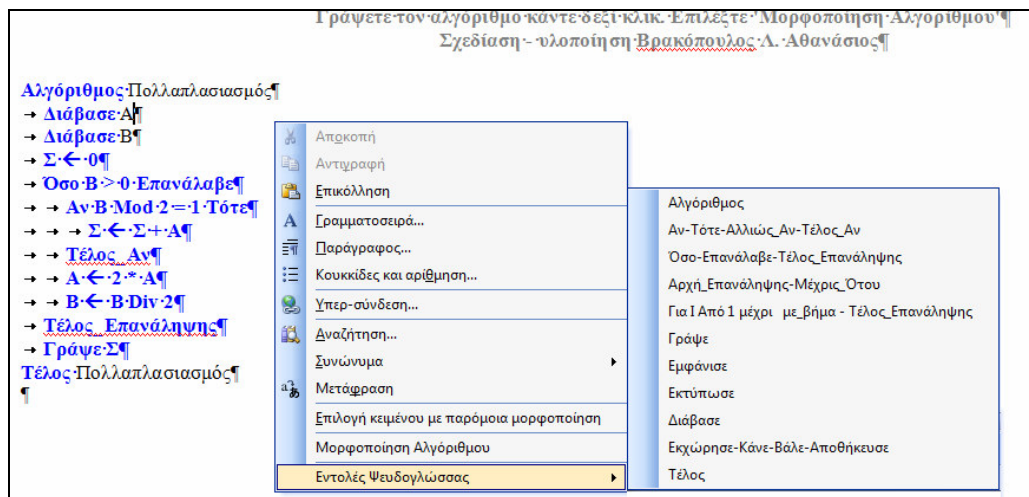 Γράψετε τον αλγόριθμο κάντε δεξί κλικ. Επιλέξτε 'Μορφοποίηση Αλγορίθμου'¶
Σχεδίαση - υλοποίηση Βρακόπουλος Λ. Αθανάσιος¶
Αλγόριθμος Πολλαπλασιασμός¶
→ Διάβασε Α¶
→ Διάβασε Β¶
→ Σ ← 0¶
→ Όσο Β > 0 Επανάλαβε¶
→ → Αν Β Mod 2 = 1 Τότε¶
→ → → Σ ← Σ + Α¶
→ → Τέλος_Αν¶
→ → Α ← 2 * Α¶
→ → Β ← Β Div 2¶
→ Τέλος_Επανάληψης¶
→ Γράψε Σ¶
Τέλος Πολλαπλασιασμός¶
¶
Αποκοπή
Αντιγραφή
Επικόλληση
Γραμματοσειρά...
Παράγραφος...
Κουκκίδες και αρίθμηση...
Υπερ-σύνδεση...
Αναζήτηση...
Συνώνυμα
Μετάφραση
Επιλογή κειμένου με παρόμοια μορφοποίηση
Μορφοποίηση Αλγόριθμου
Εντολές Ψευδογλώσσας
Αλγόριθμος
Αν-Τότε-Αλλιώς_Αν-Τέλος_Αν
Όσο-Επανάλαβε-Τέλος_Επανάληψης
Αρχή_Επανάληψης-Μέχρις_Ότου
Για Ι Από 1 μέχρι με_βήμα - Τέλος_Επανάληψης
Γράψε
Εμφάνισε
Εκτύπωσε
Διάβασε
Εκχώρησε-Κάνε-Βάλε-Αποθήκευσε
Τέλος